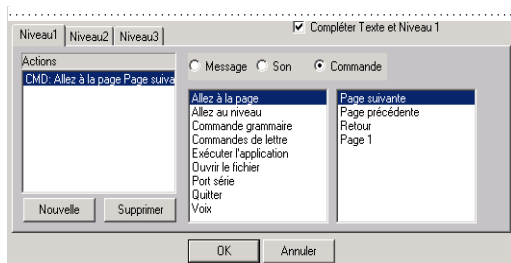 Compléter Texte et Niveau 1
Niveau1 Niveau2 Niveau3
Actions
CMD: Allez à la page Page suiva
Message Son Commande
Allez à la page
Allez au niveau
Commande grammaire
Commandes de lettre
Exécuter l'application
Ouvrir le fichier
Port série
Quitter
Voix
Page suivante
Page précédente
Retour
Page 1
Nouvelle Supprimer
OK Annuler